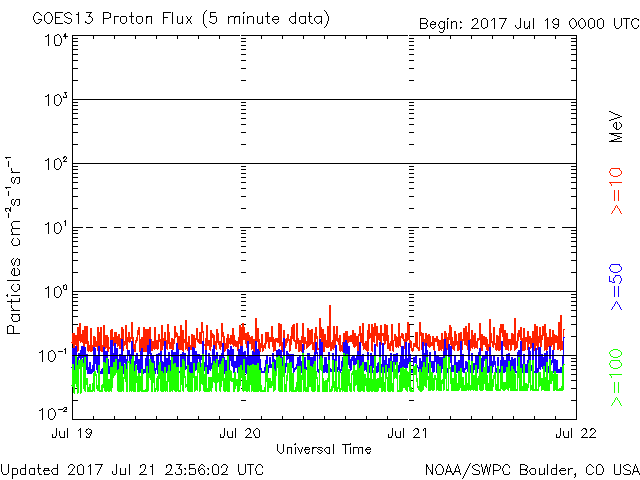 GOES13 Proton Flux (5 minute data)
Begin: 2017 Jul 19 0000 UTC
10⁴
10³
10²
10¹
10⁰
10⁻¹
10⁻²
Particles cm⁻²s⁻¹sr⁻¹
Jul 19
Jul 20
Jul 21
Jul 22
Universal Time
MeV
>=10
>=50
>=100
Updated 2017 Jul 21 23:56:02 UTC
NOAA/SWPC Boulder, CO USA